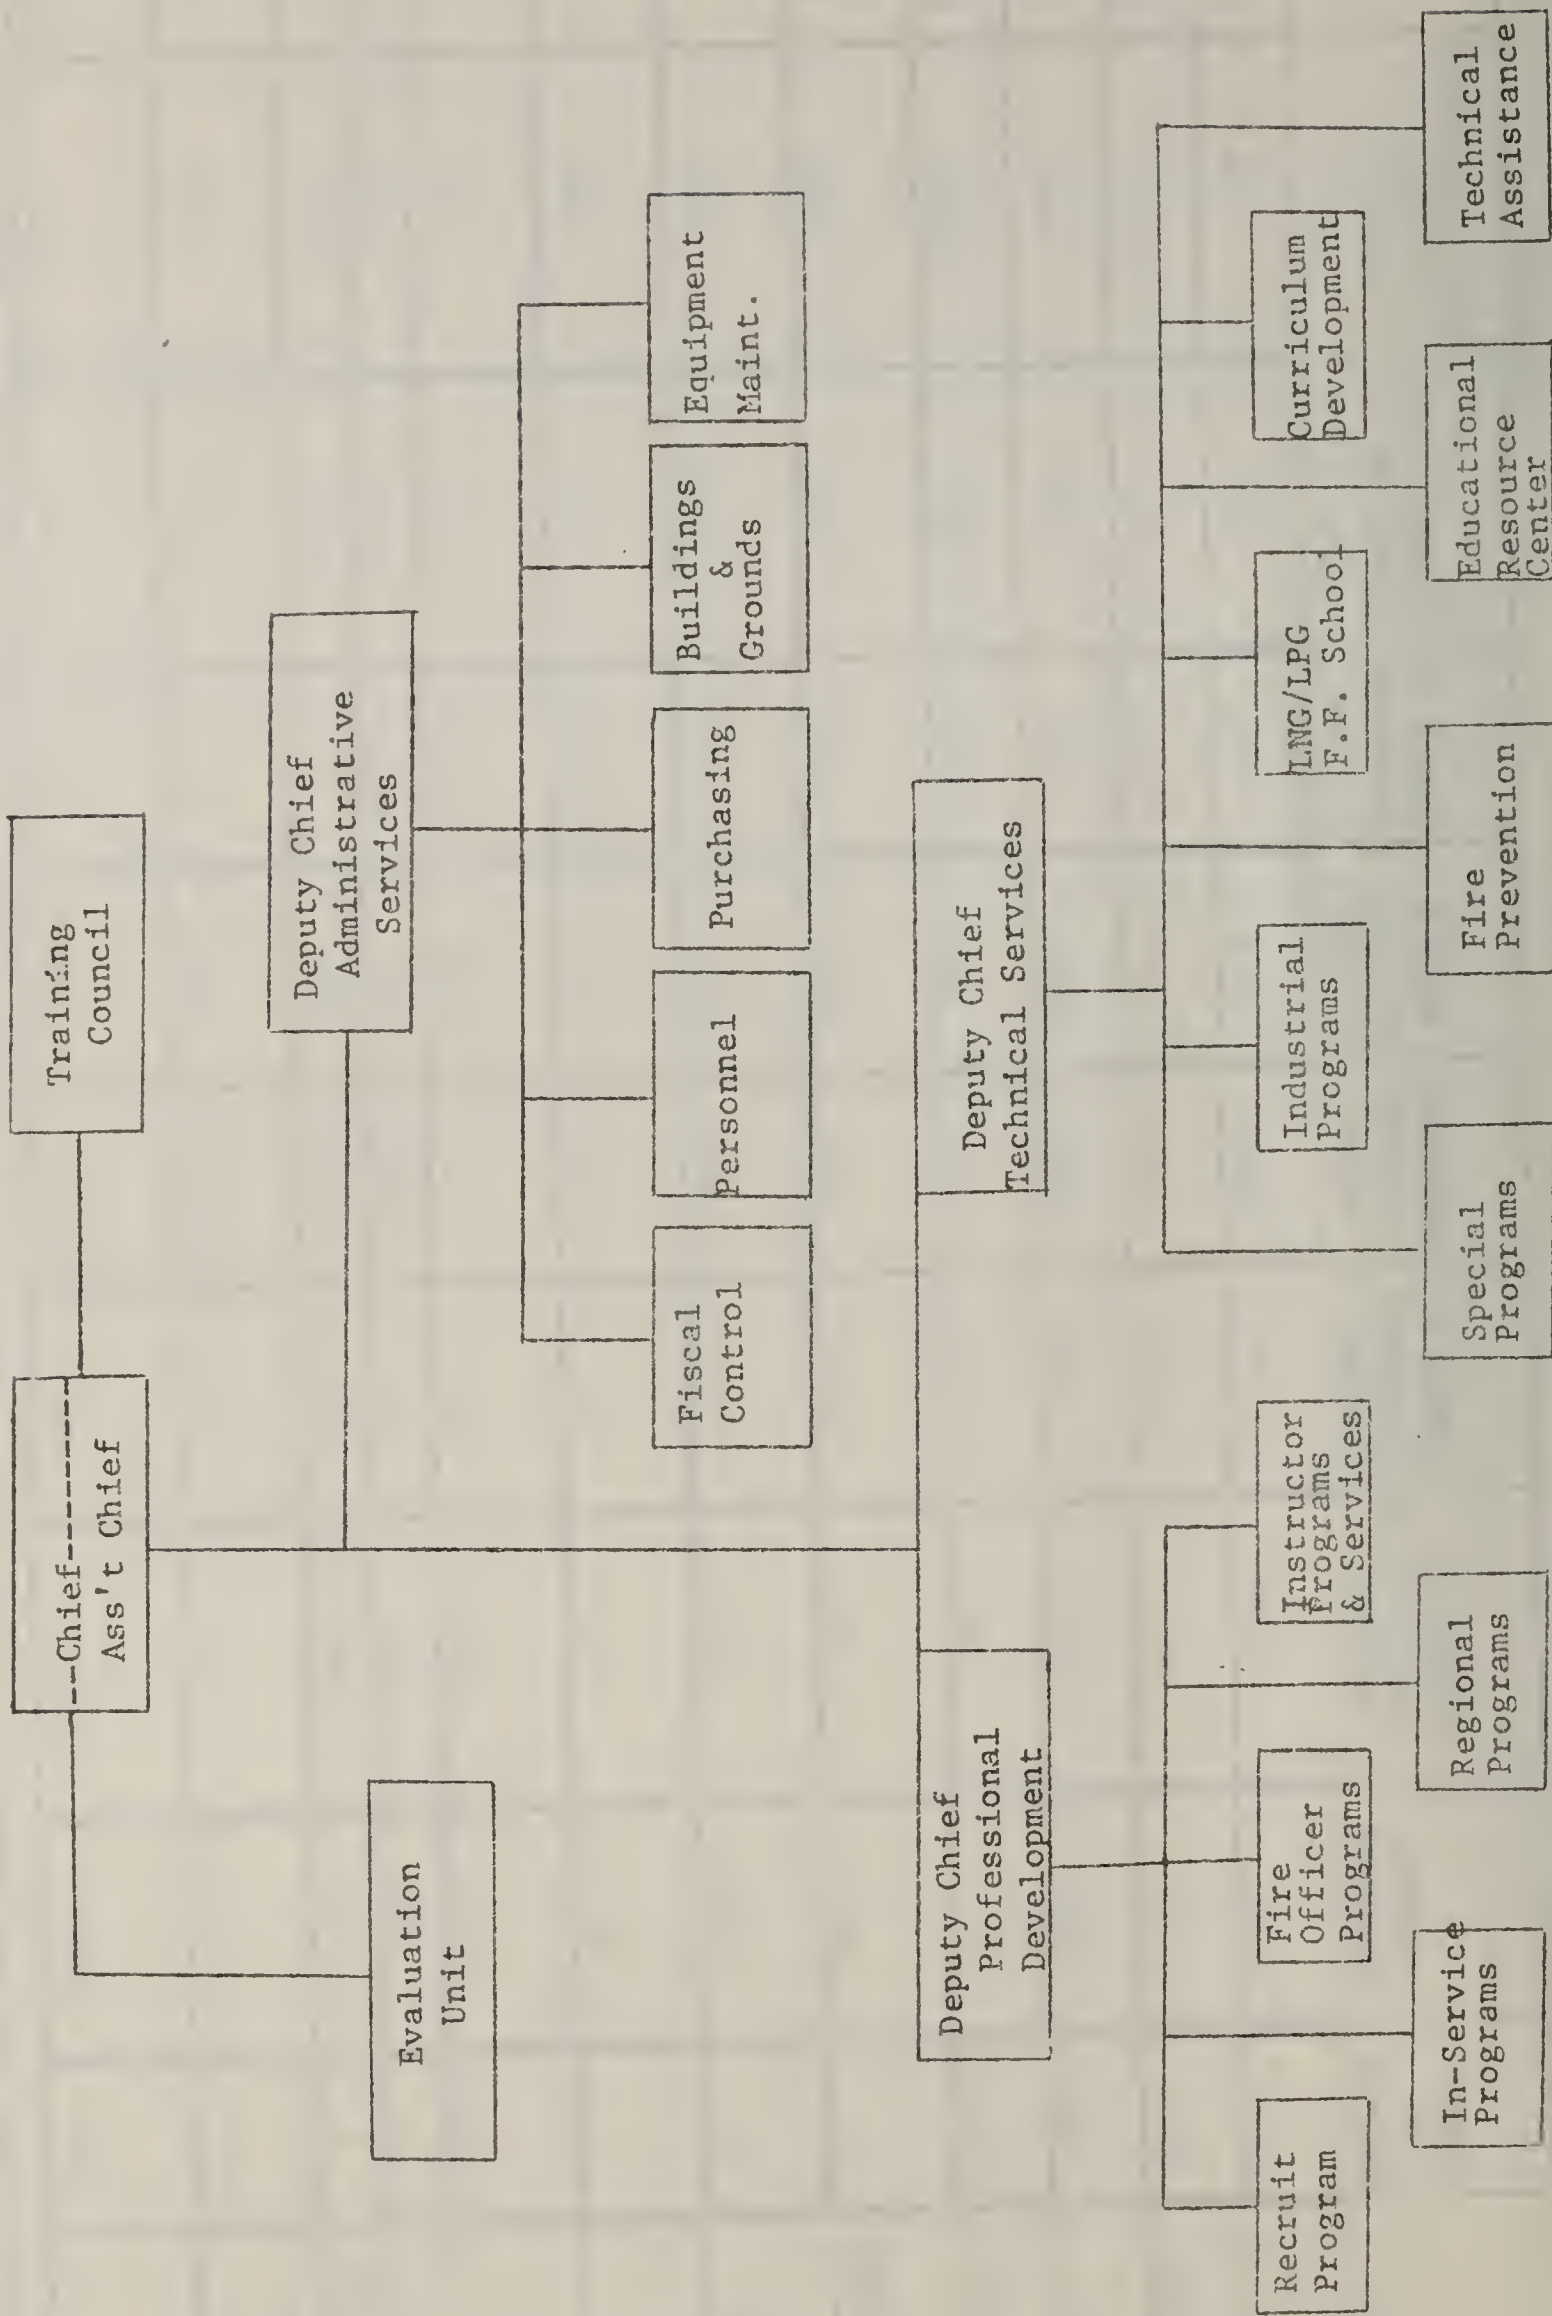 --Chief---------
Ass't Chief
Training
Council
Evaluation
Unit
Deputy Chief
Administrative
Services
Fiscal
Control
Personnel
Purchasing
Buildings
&
Grounds
Equipment
Maint.
Deputy Chief
Professional
Development
Deputy Chief
Technical Services
Recruit
Program
Fire
Officer
Programs
Instructor
Programs
& Services
Industrial
Programs
LNG/LPG
F.F. School
Curriculum
Development
In-Service
Programs
Regional
Programs
Special
Programs
Fire
Prevention
Educational
Resource
Center
Technical
Assistance